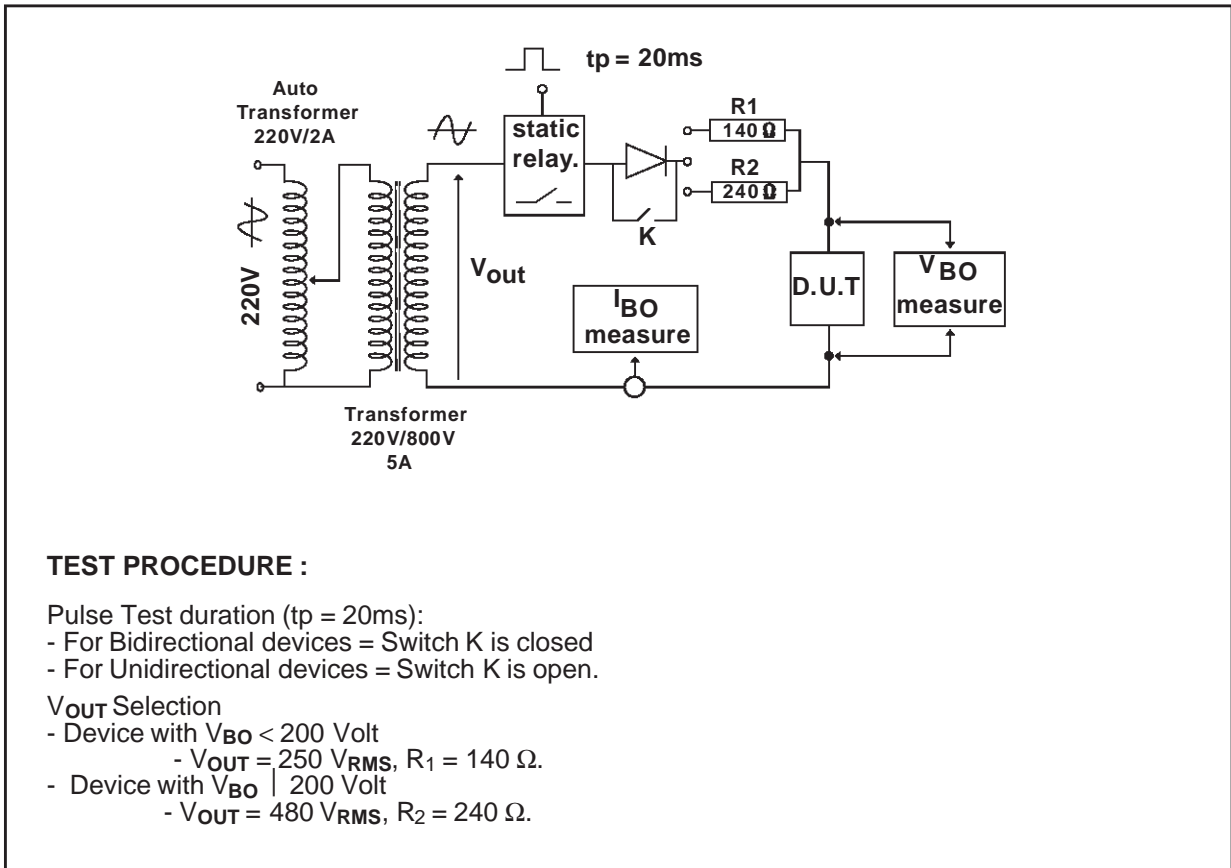 tp = 20ms
Auto
Transformer
220V/2A
static
relay.
R1
140 Ω
R2
240 Ω
K
220V
Vout
IBO
measure
D.U.T
VBO
measure
Transformer
220V/800V
5A
TEST PROCEDURE :
Pulse Test duration (tp = 20ms):
- For Bidirectional devices = Switch K is closed
- For Unidirectional devices = Switch K is open.
VOUT Selection
- Device with VBO < 200 Volt
- VOUT = 250 VRMS, R1 = 140 Ω.
- Device with VBO | 200 Volt
- VOUT = 480 VRMS, R2 = 240 Ω.